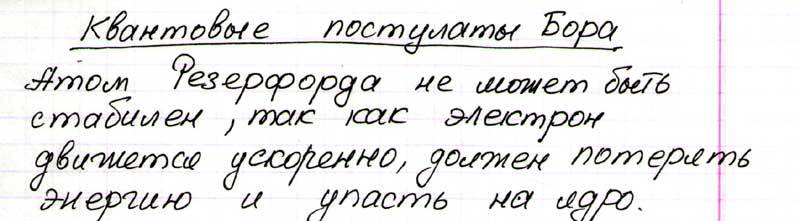 Квантовые постулаты Бора
Атом Резерфорда не может быть
стабилен, так как электрон
движется ускоренно, должен потерять
энергию и упасть на ядро.